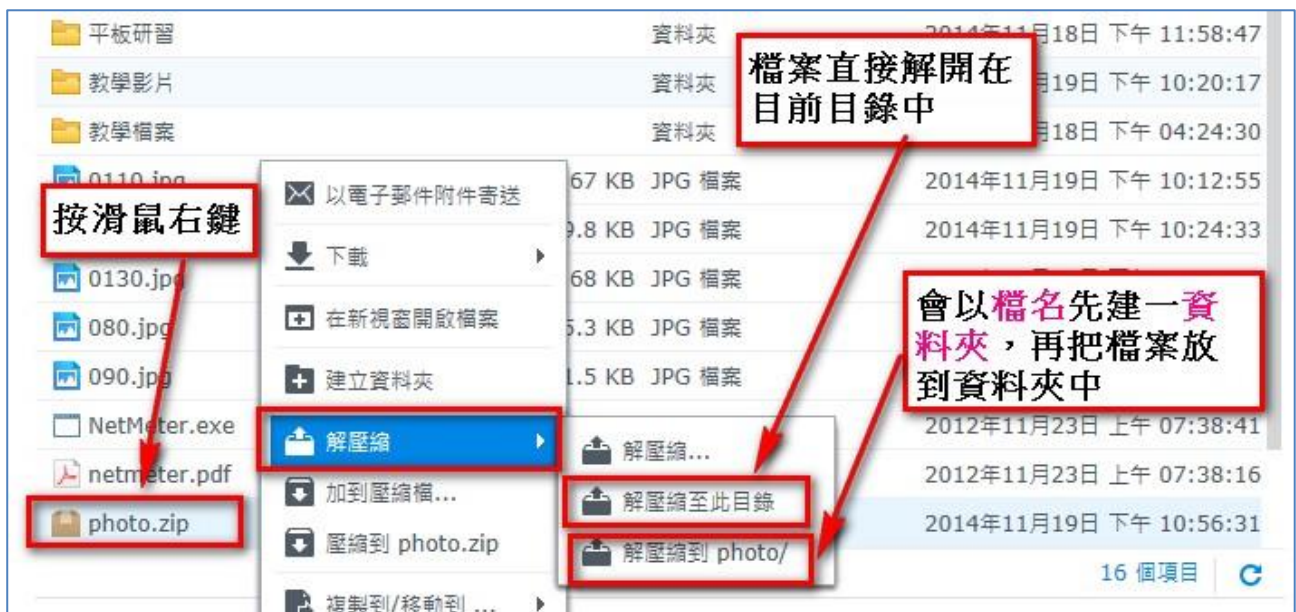 平板研習 資料夾 2014年11月18日 下午 11:58:47
檔案直接解開在
目前目錄中
教學影片 資料夾 月19日 下午 10:20:17
教學檔案 資料夾 月18日 下午 04:24:30
0110.jpg 67 KB JPG 檔案 2014年11月19日 下午 10:12:55
以電子郵件附件寄送
按滑鼠右鍵
9.8 KB JPG 檔案 2014年11月19日 下午 10:24:33
下載
0130.jpg 68 KB JPG 檔案
會以檔名先建一資
料夾，再把檔案放
到資料夾中
080.jpg 5.3 KB JPG 檔案
在新視窗開啟檔案
090.jpg 1.5 KB JPG 檔案
建立資料夾
NetMeter.exe 2012年11月23日 上午 07:38:41
解壓縮
解壓縮...
netmeter.pdf 2012年11月23日 上午 07:38:16
加到壓縮檔...
解壓縮至此目錄
photo.zip 2014年11月19日 下午 10:56:31
壓縮到 photo.zip
解壓縮到 photo/
16 個項目
複製到/移動到 ...